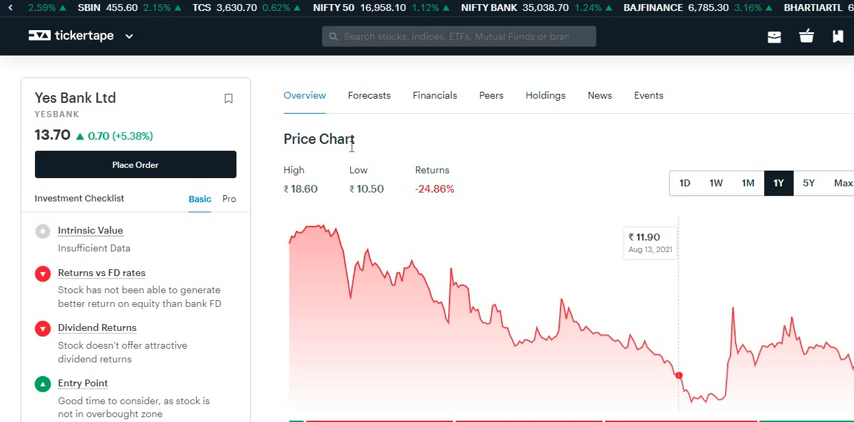 2.59% SBIN 455.60 2.15% TCS 3,630.70 0.62% NIFTY 50 16,958.10 1.12% NIFTY BANK 35,038.70 1.24% BAJFINANCE 6,785.30 3.16% BHARTIARTL 6
tickertape
Search stocks, indices, ETFs, Mutual Funds or brar
Yes Bank Ltd
YESBANK
13.70 0.70 (+5.38%)
Place Order
Investment Checklist Basic Pro
Intrinsic Value
Insufficient Data
Returns vs FD rates
Stock has not been able to generate
better return on equity than bank FD
Dividend Returns
Stock doesn't offer attractive
dividend returns
Entry Point
Good time to consider, as stock is
not in overbought zone
Overview Forecasts Financials Peers Holdings News Events
Price Chart
High Low Returns
₹ 18.60 ₹ 10.50 -24.86%
1D 1W 1M 1Y 5Y Max
₹ 11.90
Aug 13, 2021